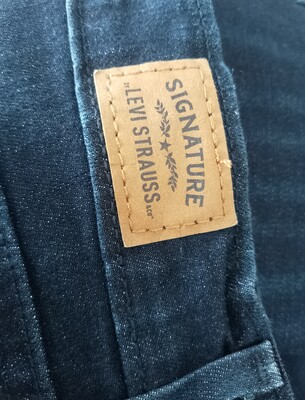 SIGNATURE
BY LEVI STRAUSS & CO